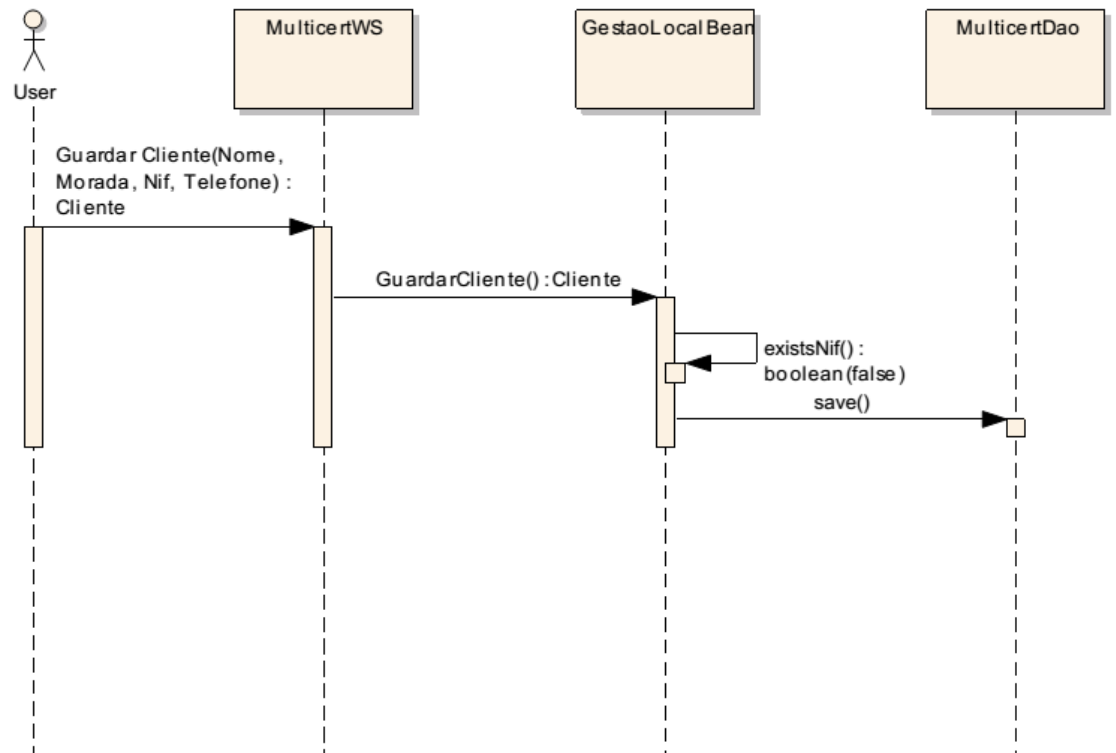 User
MulticertWS
GestaoLocalBean
MulticertDao
Guardar Cliente(Nome,
Morada, Nif, Telefone) :
Cliente
GuardarCliente() :Cliente
existsNif() :
boolean(false)
save()